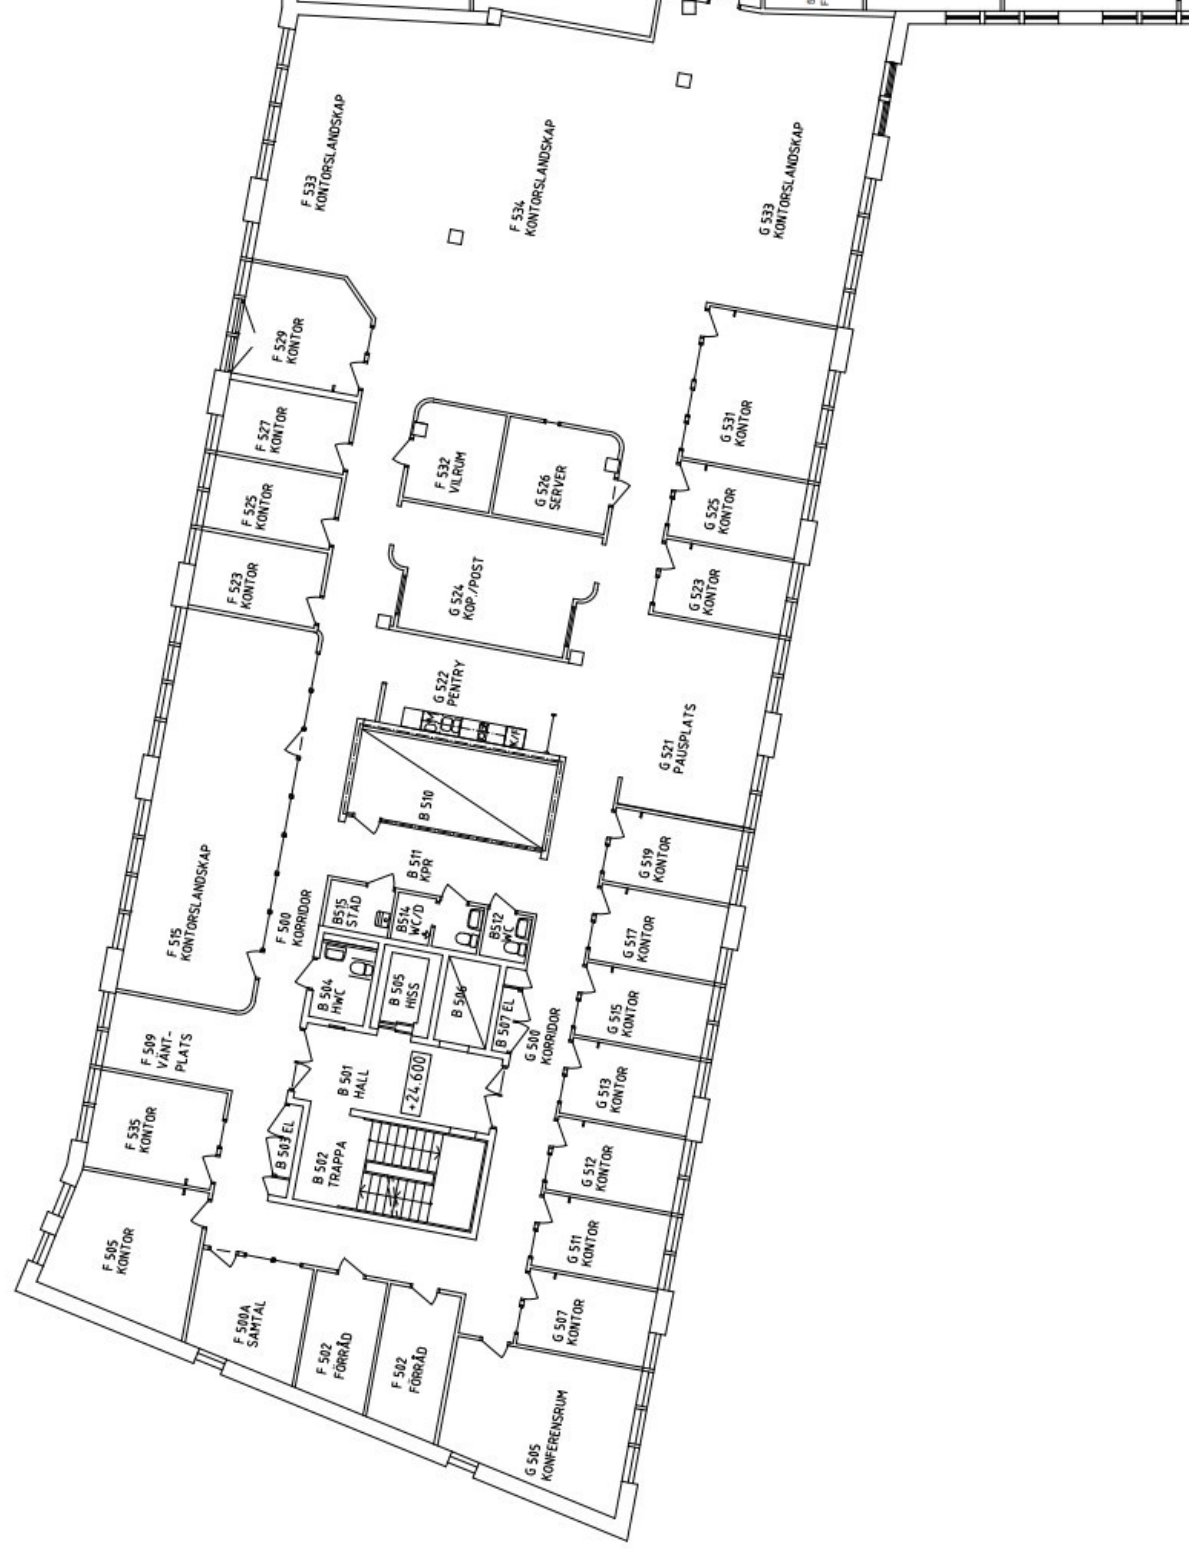 F 533
KONTORSLANDSKAP
F 534
KONTORSLANDSKAP
G 533
KONTORSLANDSKAP
F 529
KONTOR
F 527
KONTOR
F 525
KONTOR
F 523
KONTOR
F 532
VILRUM
G 526
SERVER
G 531
KONTOR
G 525
KONTOR
G 523
KONTOR
G 524
KOP./POST
G 522
PENTRY
DM
K/F
G 521
PAUSPLATS
B 510
B 511
KPR
F 515
KONTORSLANDSKAP
F 500
KORRIDOR
B515
STÄD
B514
WC/D
B512
WC
G 519
KONTOR
G 517
KONTOR
B 504
HWC
B 505
HISS
B 506
B 507 EL
G 500
KORRIDOR
G 515
KONTOR
F 509
VÄNT-
PLATS
B 501
HALL
+24.600
G 513
KONTOR
F 535
KONTOR
B 503 EL
B 502
TRAPPA
G 512
KONTOR
F 505
KONTOR
G 511
KONTOR
F 500A
SAMTAL
F 502
FÖRRÅD
F 502
FÖRRÅD
G 507
KONTOR
G 505
KONFERENSRUM